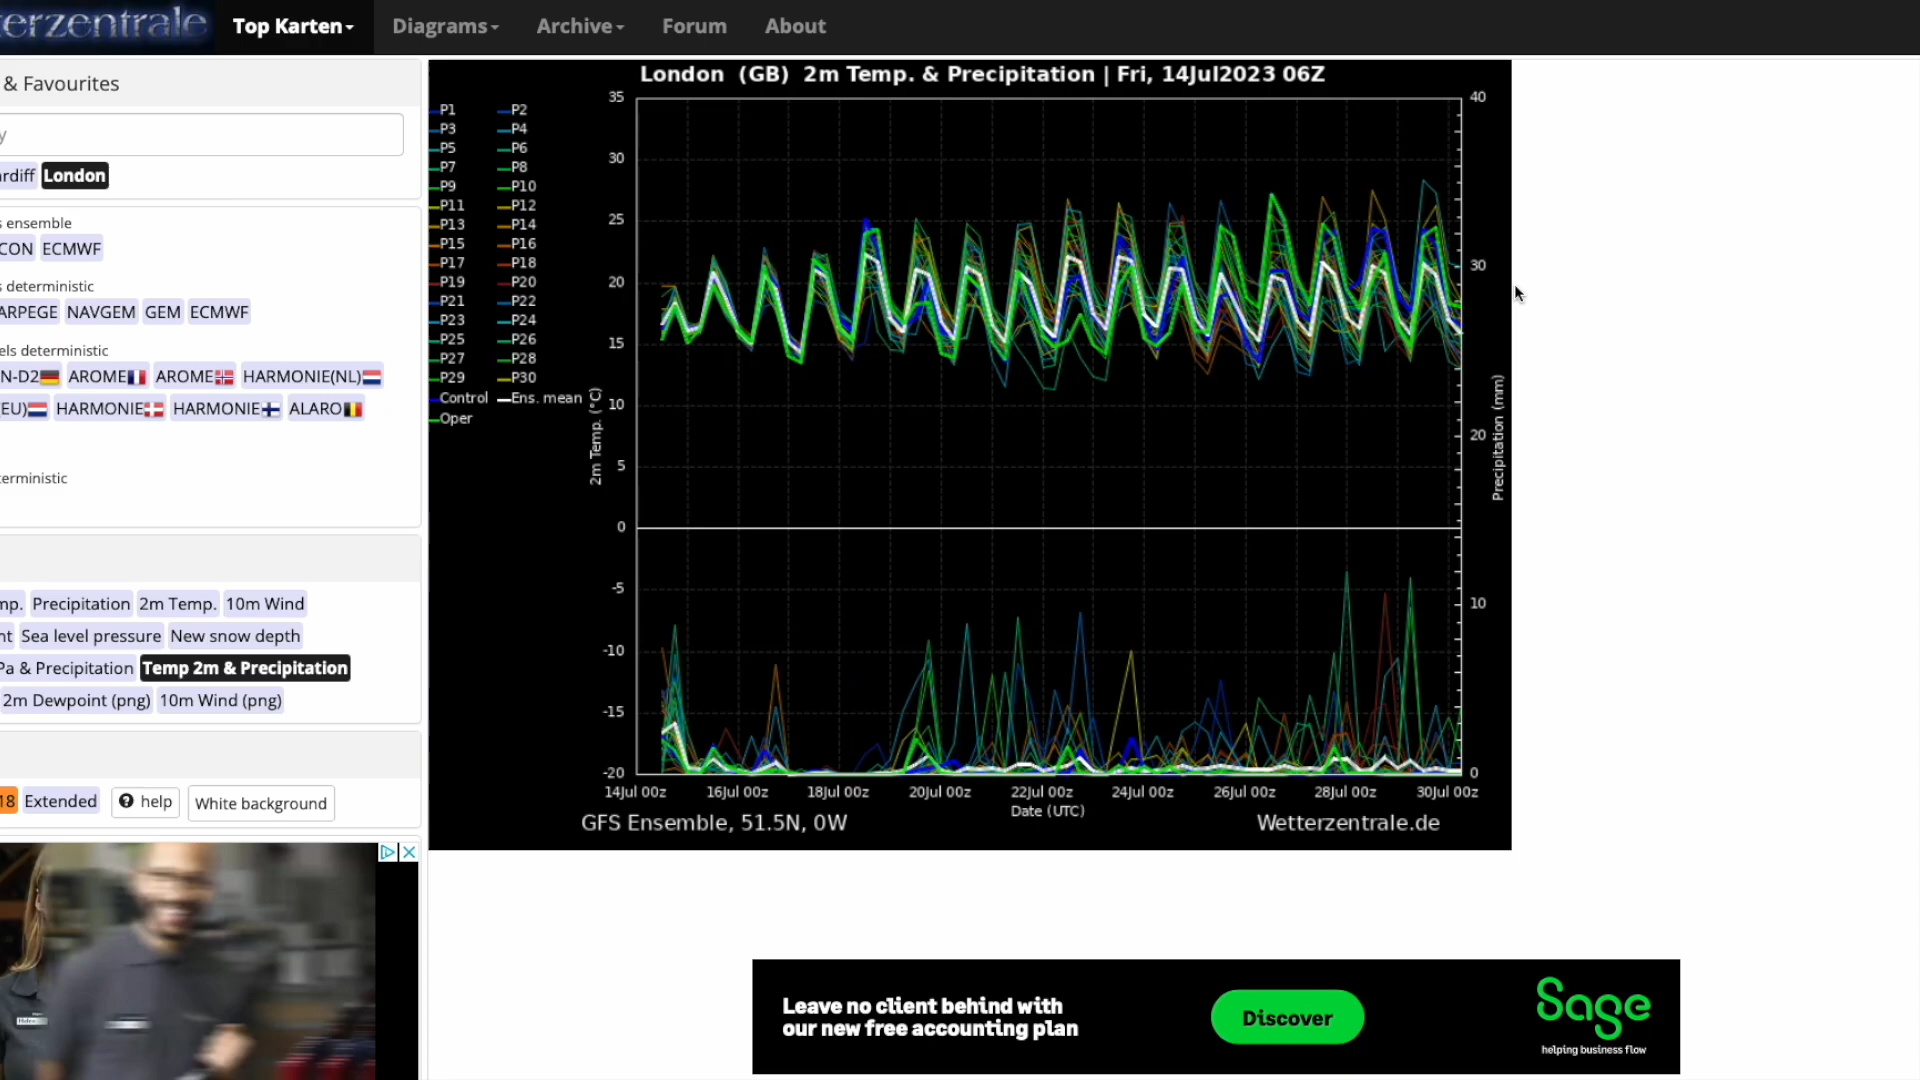 terzentrale
Top Karten
Diagrams
Archive
Forum
About
& Favourites
y
rdiff
London
s ensemble
CON
ECMWF
s deterministic
ARPEGE
NAVGEM
GEM
ECMWF
els deterministic
N-D2
AROME
AROME
HARMONIE(NL)
(EU)
HARMONIE
HARMONIE
ALARO
erministic
mp.
Precipitation
2m Temp.
10m Wind
nt
Sea level pressure
New snow depth
Pa & Precipitation
Temp 2m & Precipitation
2m Dewpoint (png)
10m Wind (png)
18
Extended
help
White background
London (GB) 2m Temp. & Precipitation | Fri, 14Jul2023 06Z
P1 P2
P3 P4
P5 P6
P7 P8
P9 P10
P11 P12
P13 P14
P15 P16
P17 P18
P19 P20
P21 P22
P23 P24
P25 P26
P27 P28
P29 P30
Control Ens. mean
Oper
2m Temp. (°C)
35
30
25
20
15
10
5
0
-5
-10
-15
-20
40
30
20
10
0
Precipitation (mm)
14Jul 00z 16Jul 00z 18Jul 00z 20Jul 00z 22Jul 00z 24Jul 00z 26Jul 00z 28Jul 00z 30Jul 00z
Date (UTC)
GFS Ensemble, 51.5N, 0W
Wetterzentrale.de
Leave no client behind with
our new free accounting plan
Discover
Sage
helping business flow